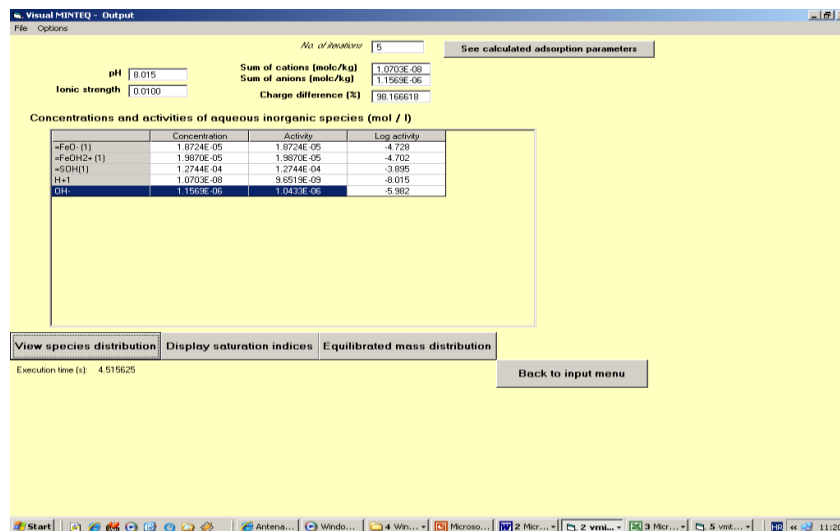 Visual MINTEQ - Output
File Options
No. of iterations 5
See calculated adsorption parameters
pH 8.015
Sum of cations (molc/kg) 1.0703E-08
Sum of anions (molc/kg) 1.1569E-06
Ionic strength 0.0100
Charge difference (%) 98.166618
Concentrations and activities of aqueous inorganic species (mol / l)
Concentration Activity Log activity
=FeO- (1) 1.8724E-05 1.8724E-05 -4.728
=FeOH2+ (1) 1.9870E-05 1.9870E-05 -4.702
=SOH(1) 1.2744E-04 1.2744E-04 -3.895
H+1 1.0703E-08 9.6519E-09 -8.015
OH- 1.1569E-06 1.0433E-06 -5.982
View species distribution Display saturation indices Equilibrated mass distribution
Execution time (s): 4.515625
Back to input menu
Start Antena... Windo... 4 Win... Microso... 2 Micr... 2 vmi... 3 Micr... 5 vmt... HR